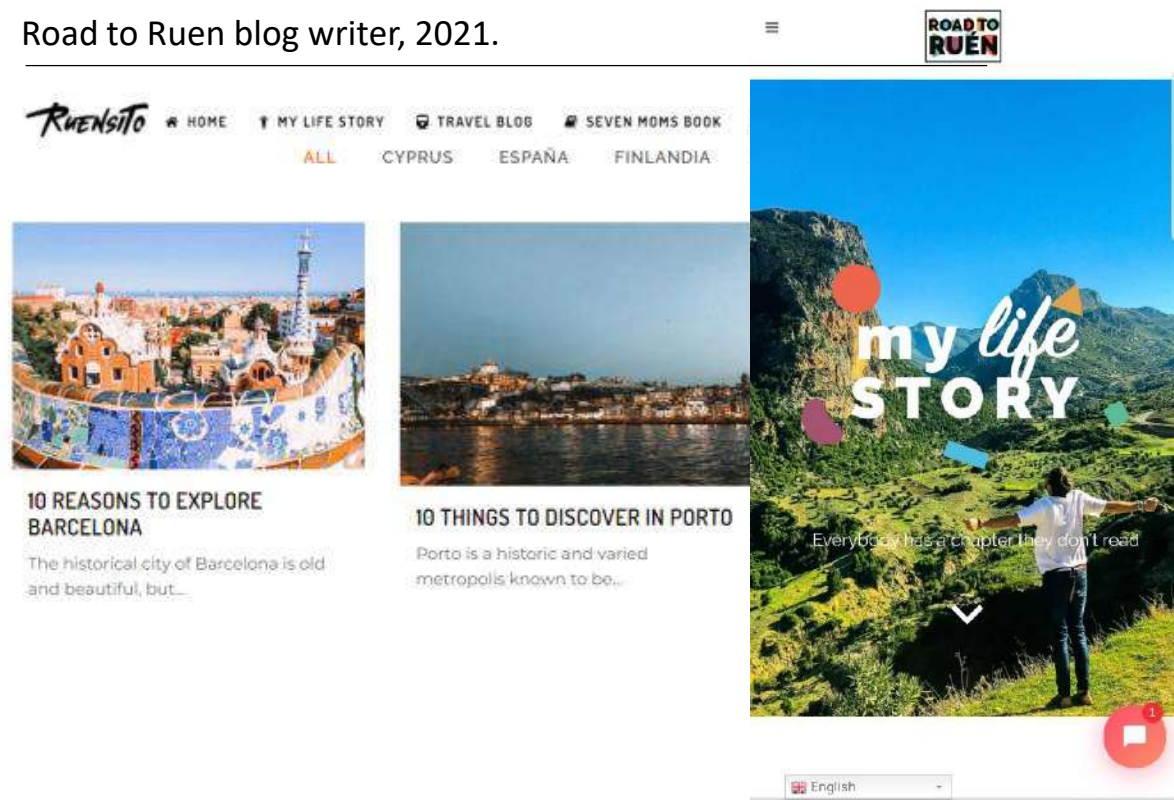 Road to Ruen blog writer, 2021.
ROAD TO
RUÉN
RUENSITO
HOME
MY LIFE STORY
TRAVEL BLOG
SEVEN MOMS BOOK
ALL
CYPRUS
ESPAÑA
FINLANDIA
10 REASONS TO EXPLORE
BARCELONA
The historical city of Barcelona is old
and beautiful, but...
10 THINGS TO DISCOVER IN PORTO
Porto is a historic and varied
metropolis known to be...
my life
STORY
Everybody has a chapter they don't read
1
English